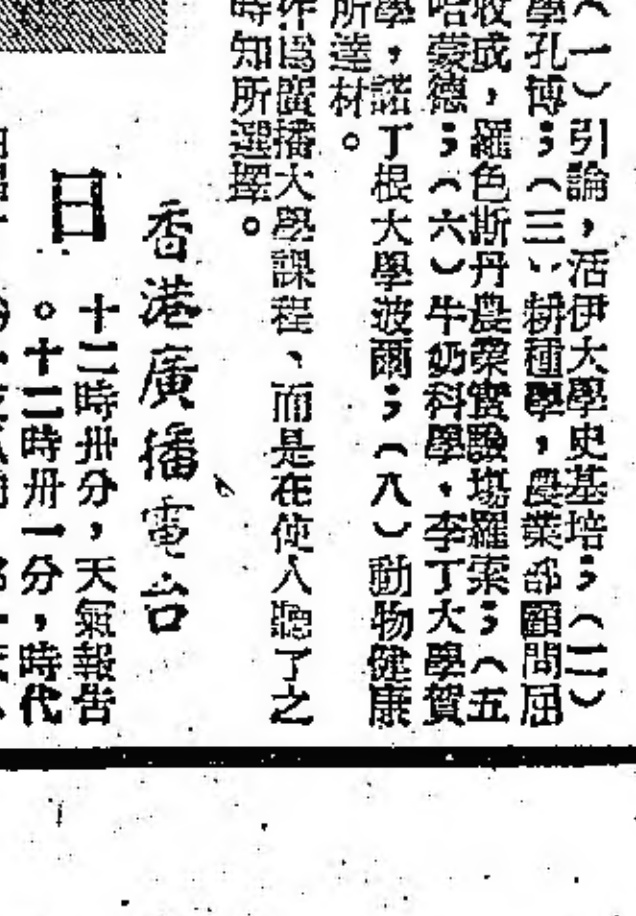 （一）引論，活伊大學史基培；（二）
學孔博；（三）耕種學，農業部顧問屈
收成，羅色斯丹農業實驗塲羅索；（五
哈蒙德；（六）牛奶科學，李丁大學賀
學，諾丁根大學波爾；（八）動物健康
所達材。
作爲廣播大學課程、而是在使人聽了之
時知所選擇。
香港廣播電台
日
十二時卅分，天氣報告
。十二時卅一分，時代